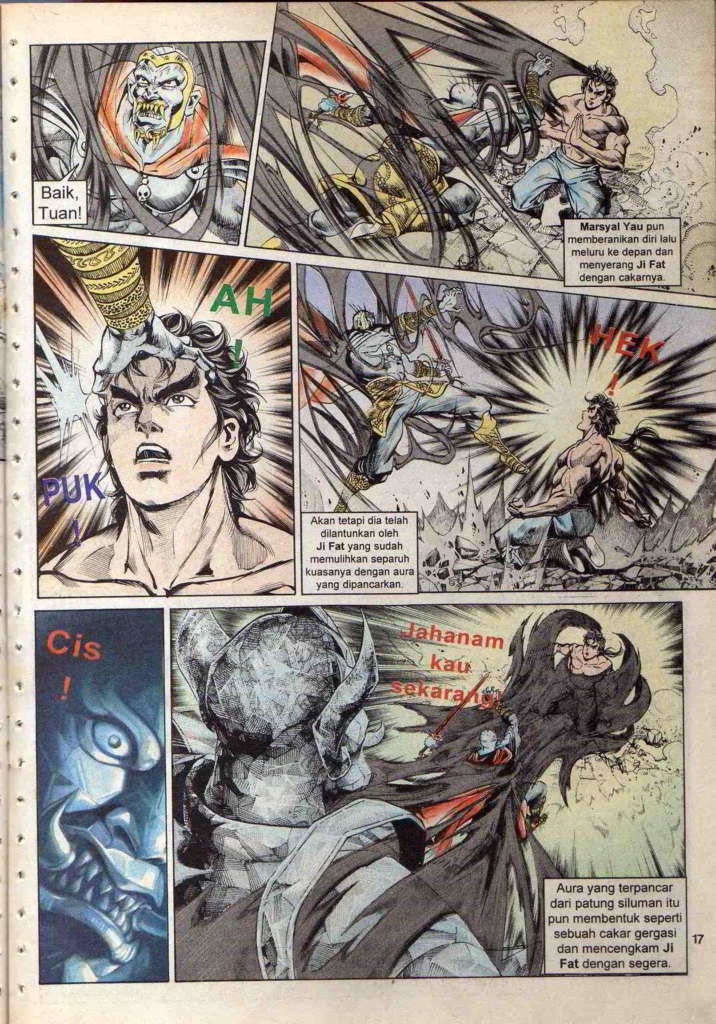 Baik,
Tuan!
Marsyal Yau pun
memberanikan diri lalu
meluru ke depan dan
menyerang Ji Fat
dengan cakarnya.
AH
!
PUK
!
HEK
!
Akan tetapi dia telah
dilantunkan oleh
Ji Fat yang sudah
memulihkan separuh
kuasanya dengan aura
yang dipancarkan.
Cis
!
Jahanam
kau
sekarang!
Aura yang terpancar
dari patung siluman itu
pun membentuk seperti
sebuah cakar gergasi
dan mencengkam Ji
Fat dengan segera.
17